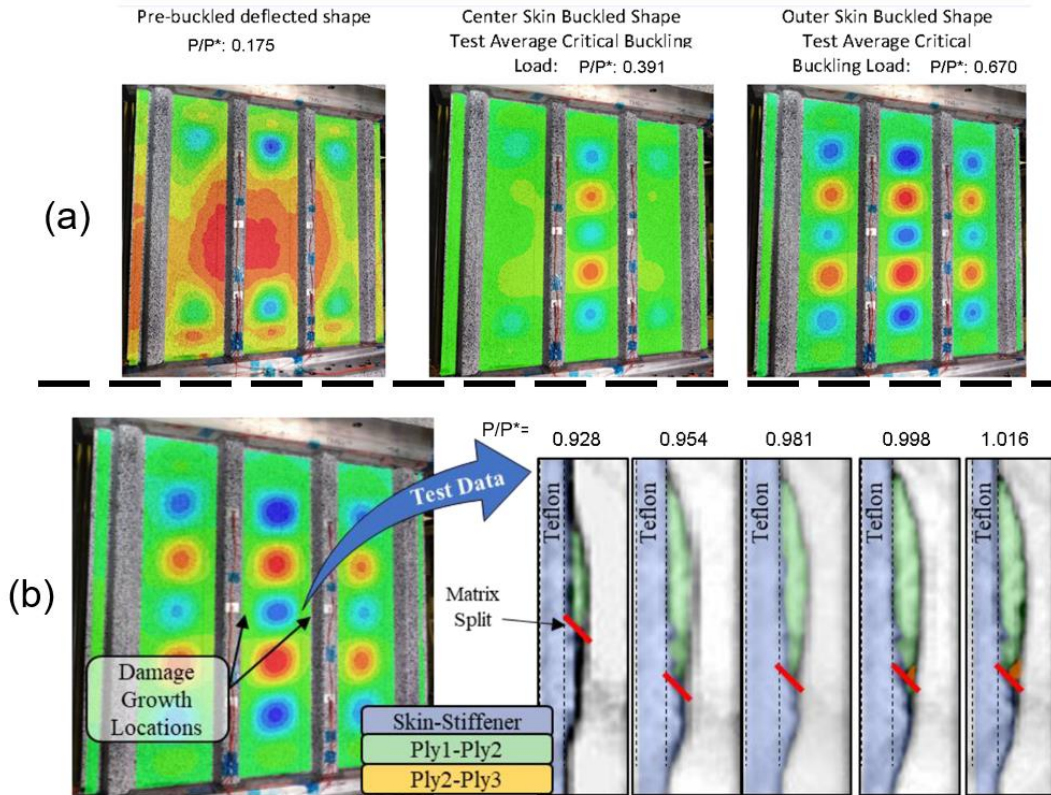 Pre-buckled deflected shape
P/P*: 0.175
Center Skin Buckled Shape
Test Average Critical Buckling
Load: P/P*: 0.391
Outer Skin Buckled Shape
Test Average Critical
Buckling Load: P/P*: 0.670
(a)
(b)
P/P*=
0.928
0.954
0.981
0.998
1.016
Test Data
Teflon
Teflon
Teflon
Teflon
Teflon
Matrix
Split
Damage
Growth
Locations
Skin-Stiffener
Ply1-Ply2
Ply2-Ply3